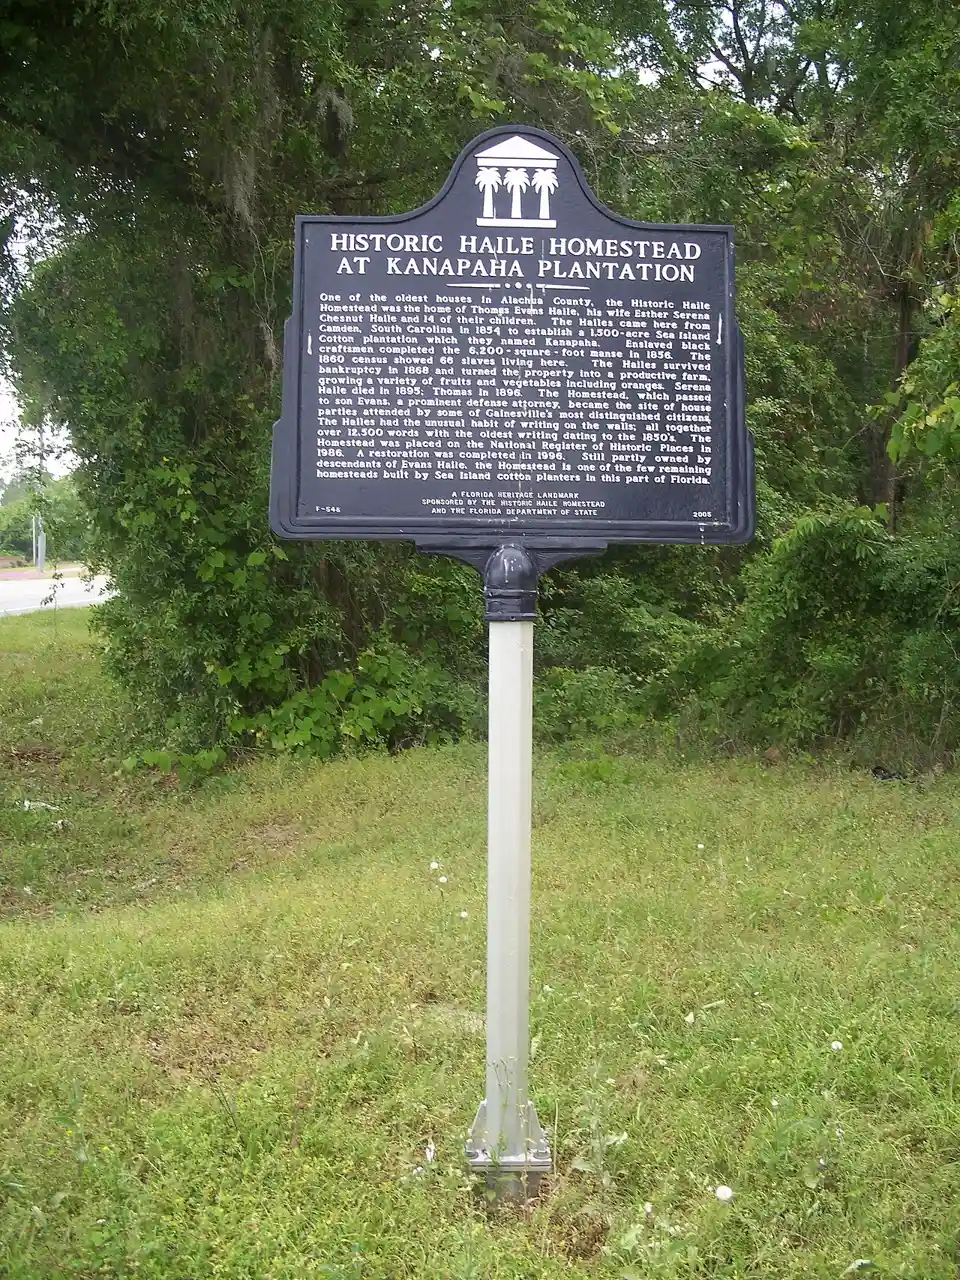 HISTORIC HAILE HOMESTEAD
AT KANAPAHA PLANTATION
One of the oldest houses in Alachua County, the Historic Haile
Homestead was the home of Thomas Evans Haile, his wife Esther Serena
Chesnut Haile and 14 of their children. The Hailes came here from
Camden, South Carolina in 1854 to establish a 1,500-acre Sea Island
Cotton plantation which they named Kanapaha. Enslaved black
craftsmen completed the 6,200-square-foot manse in 1856. The
1860 census showed 66 slaves living here. The Hailes survived
bankruptcy in 1868 and turned the property into a productive farm,
growing a variety of fruits and vegetables including oranges. Serena
Haile died in 1895; Thomas in 1896. The Homestead, which passed
to son Evans, a prominent defense attorney, became the site of house
parties attended by some of Gainesville's most distinguished citizens.
The Hailes had the unusual habit of writing on the walls; all together
over 12,500 words with the oldest writing dating to the 1850's. The
Homestead was placed on the National Register of Historic Places in
1986. A restoration was completed in 1996. Still partly owned by
descendants of Evans Haile, the Homestead is one of the few remaining
homesteads built by Sea Island cotton planters in this part of Florida.
A FLORIDA HERITAGE LANDMARK
SPONSORED BY THE HISTORIC HAILE HOMESTEAD
AND THE FLORIDA DEPARTMENT OF STATE
F-548
2005